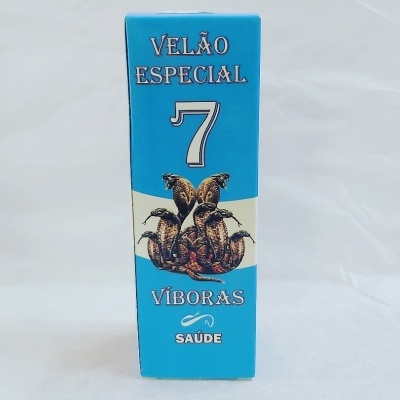 VELÃO
ESPECIAL
7
VÍBORAS
SAÚDE